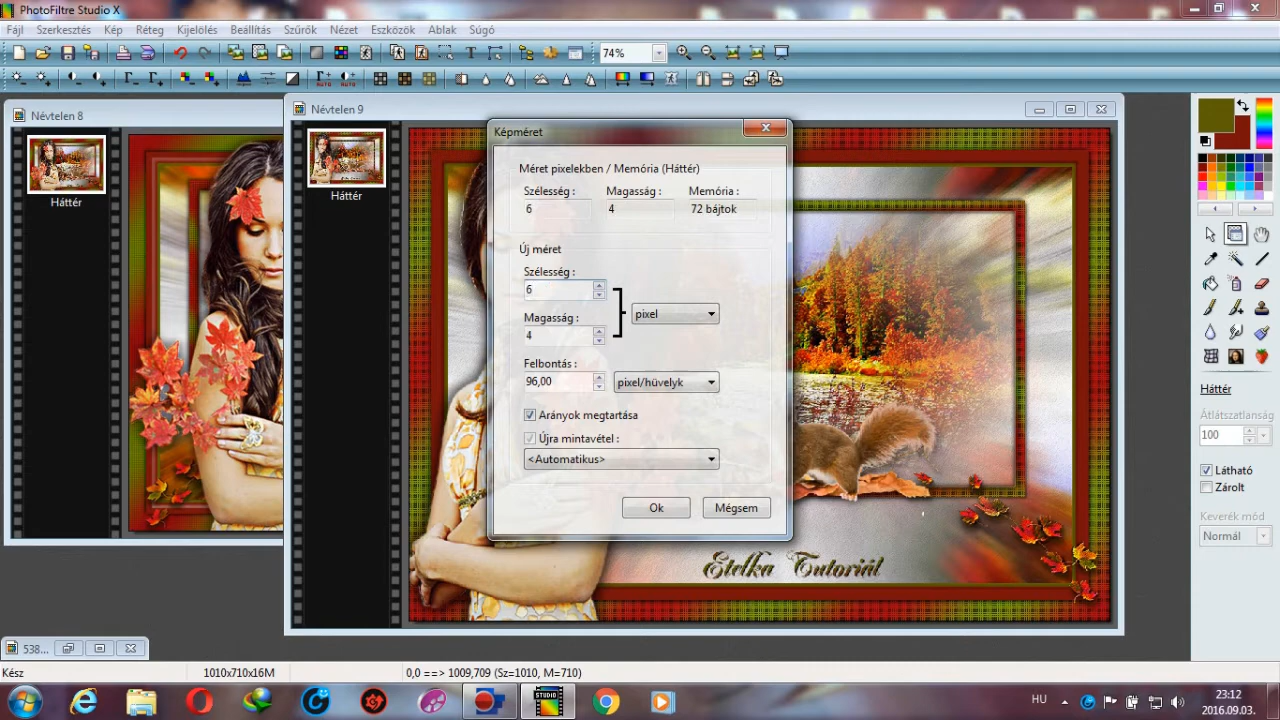 PhotoFiltre Studio X
Fájl Szerkesztés Kép Réteg Kijelölés Beállítás Szűrők Nézet Eszközök Ablak Súgó
74%
AUTO AUTO
Névtelen 8
Háttér
Névtelen 9
Háttér
Képméret
Méret pixelekben / Memória (Háttér)
Szélesség : Magasság : Memória :
6 4 72 bájtok
Új méret
Szélesség :
6
pixel
Magasság :
4
Felbontás :
96,00 pixel/hüvelyk
Arányok megtartása
Újra mintavétel :
<Automatikus>
Ok Mégsem
Etelka Tutoriál
Háttér
Átlátszatlanság
100
Látható
Zárolt
Keverék mód
Normál
538...
Kész 1010x710x16M 0,0 ==> 1009,709 (Sz=1010, M=710)
STUDIO
HU
23:12
2016.09.03.